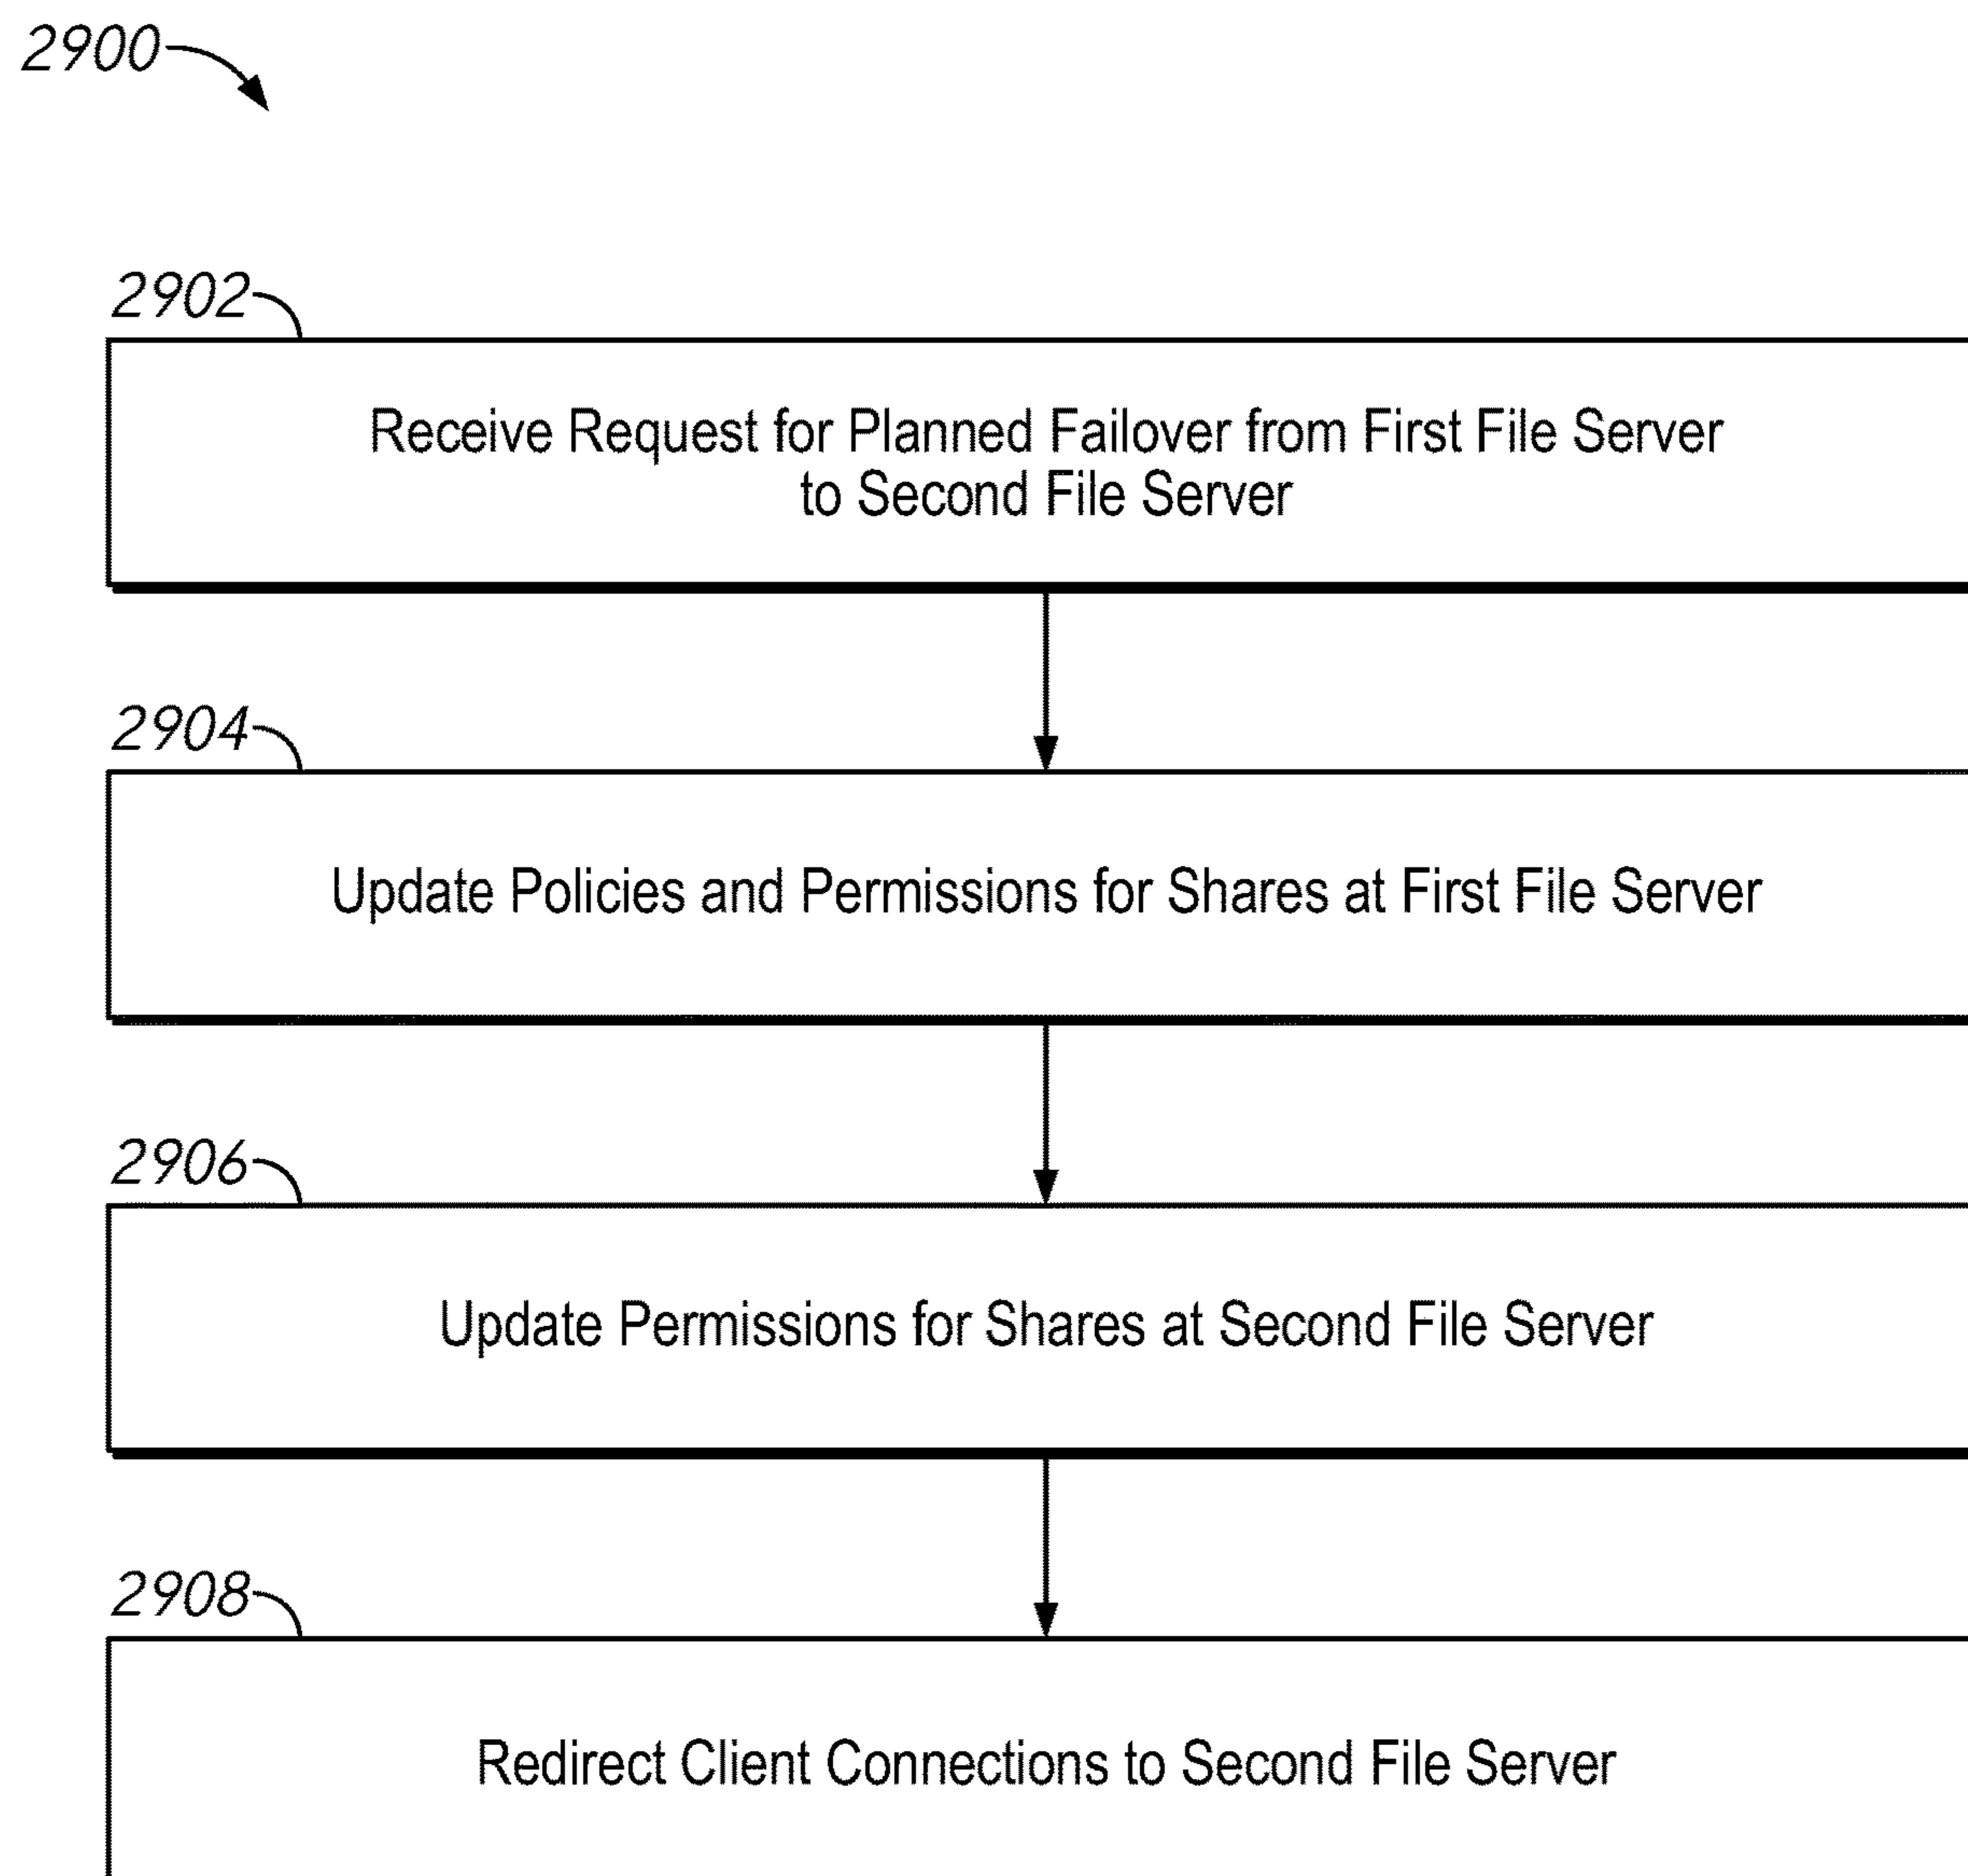 2900
2902
Receive Request for Planned Failover from First File Server
to Second File Server
2904
Update Policies and Permissions for Shares at First File Server
2906
Update Permissions for Shares at Second File Server
2908
Redirect Client Connections to Second File Server